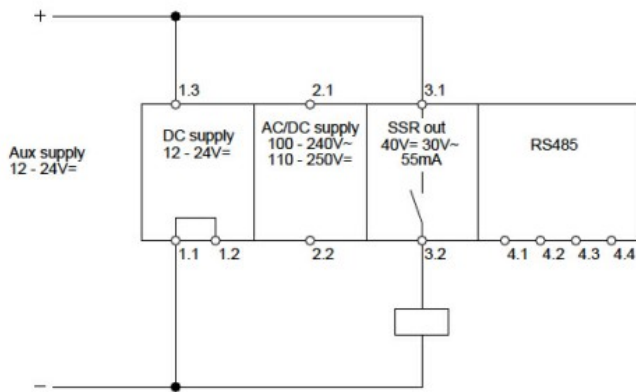 +
1.3
2.1
3.1
Aux supply
12 - 24V=
DC supply
12 - 24V=
AC/DC supply
100 - 240V~
110 - 250V=
SSR out
40V= 30V~
55mA
RS485
1.1
1.2
2.2
3.2
4.1
4.2
4.3
4.4
−